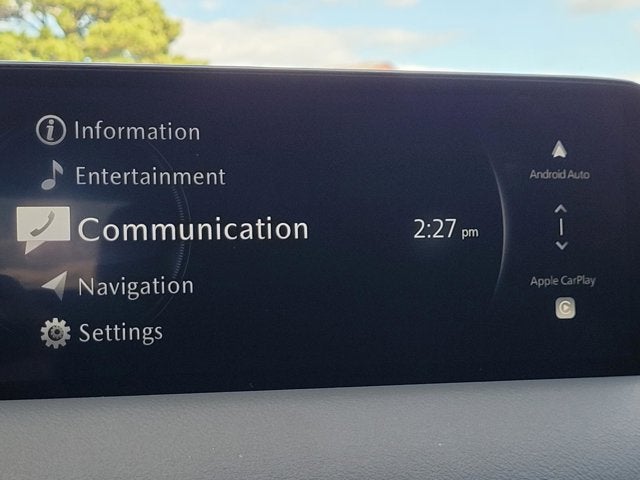 Information
Entertainment
Communication
Navigation
Settings
2:27 pm
Android Auto
Apple CarPlay